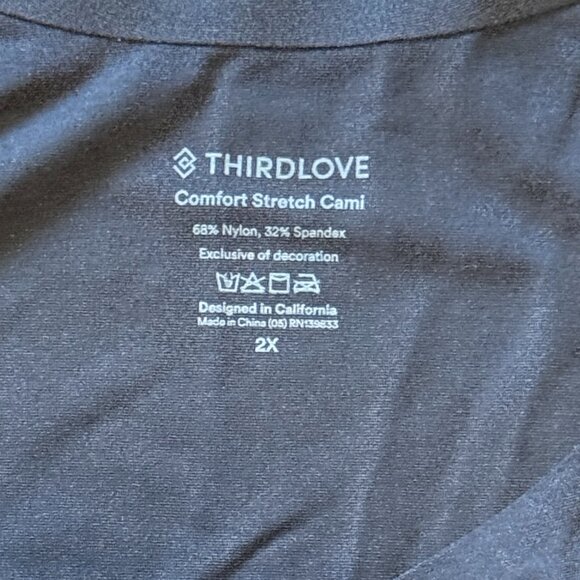 THIRDLOVE
Comfort Stretch Cami
68% Nylon, 32% Spandex
Exclusive of decoration
Designed in California
Made in China (05) RN139833
2X